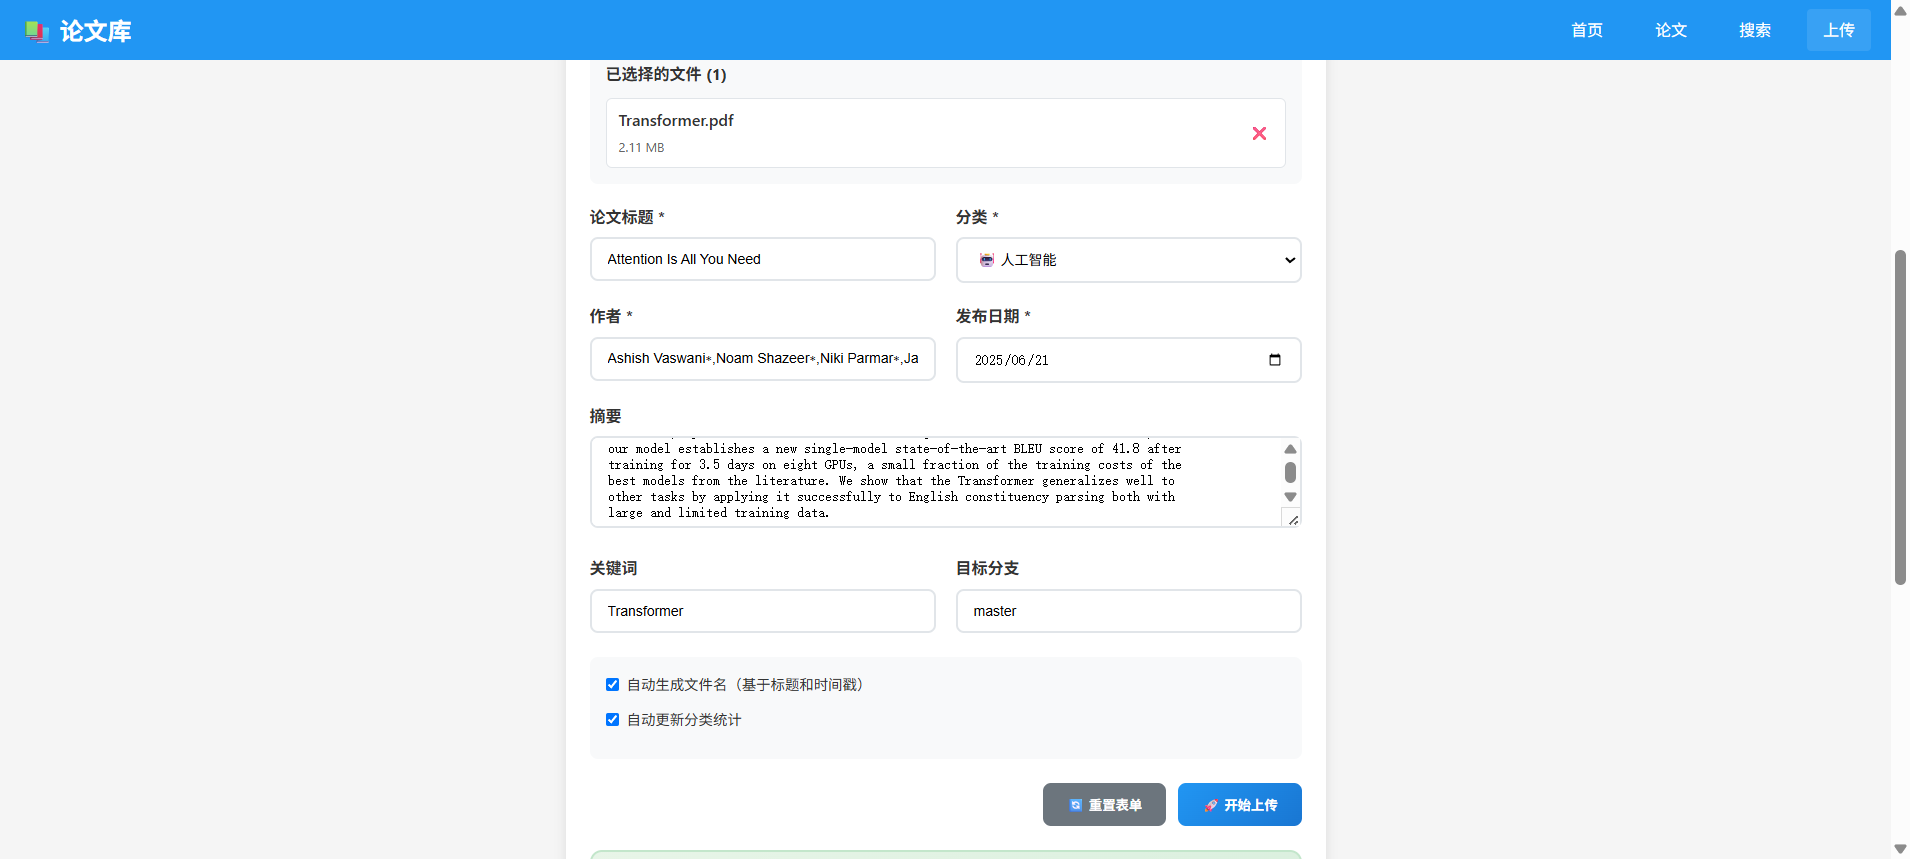 论文库
首页
论文
搜索
上传
已选择的文件 (1)
Transformer.pdf
2.11 MB
论文标题 *
分类 *
Attention Is All You Need
人工智能
作者 *
发布日期 *
Ashish Vaswani*,Noam Shazeer*,Niki Parmar*,Ja
2025/06/21
摘要
our model establishes a new single-model state-of-the-art BLEU score of 41.8 after
training for 3.5 days on eight GPUs, a small fraction of the training costs of the
best models from the literature. We show that the Transformer generalizes well to
other tasks by applying it successfully to English constituency parsing both with
large and limited training data.
关键词
目标分支
Transformer
master
自动生成文件名（基于标题和时间戳）
自动更新分类统计
重置表单
开始上传